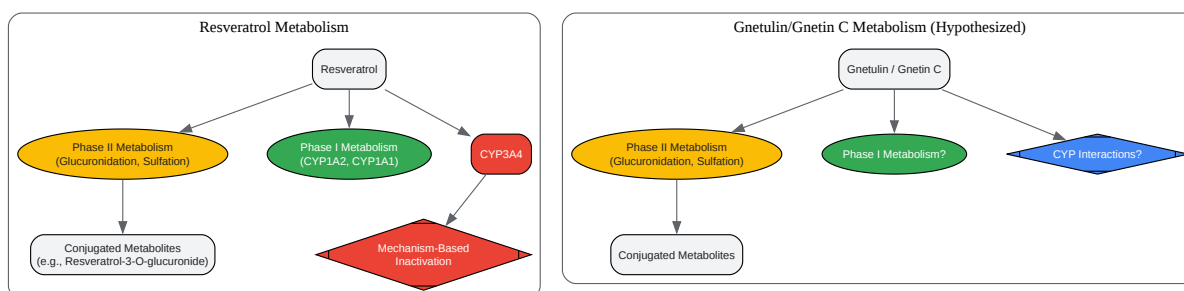 Resveratrol Metabolism
Resveratrol
Phase II Metabolism
(Glucuronidation, Sulfation)
Phase I Metabolism
(CYP1A2, CYP1A1)
CYP3A4
Conjugated Metabolites
(e.g., Resveratrol-3-O-glucuronide)
Mechanism-Based
Inactivation
Gnetulin/Gnetin C Metabolism (Hypothesized)
Gnetulin / Gnetin C
Phase II Metabolism
(Glucuronidation, Sulfation)
Phase I Metabolism?
CYP Interactions?
Conjugated Metabolites